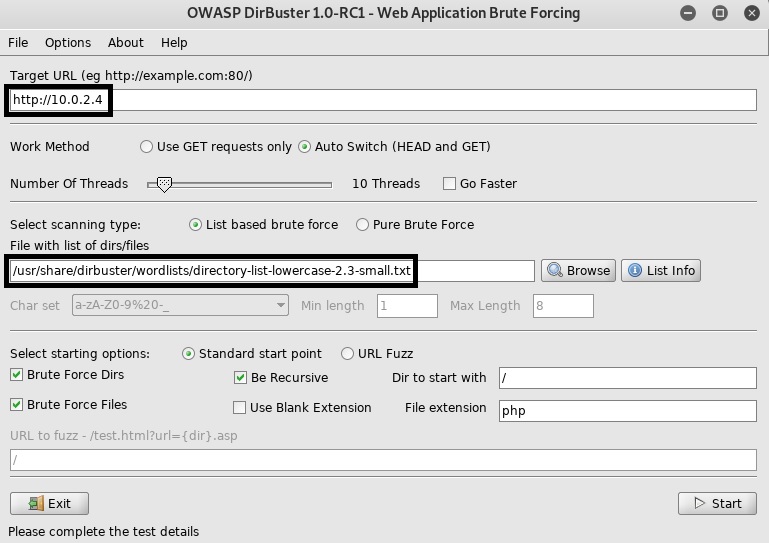 OWASP DirBuster 1.0-RC1 - Web Application Brute Forcing
File Options About Help
Target URL (eg http://example.com:80/)
http://10.0.2.4
Work Method Use GET requests only Auto Switch (HEAD and GET)
Number Of Threads 10 Threads Go Faster
Select scanning type: List based brute force Pure Brute Force
File with list of dirs/files
/usr/share/dirbuster/wordlists/directory-list-lowercase-2.3-small.txt Browse List Info
Char set a-zA-Z0-9%20-_ Min length 1 Max Length 8
Select starting options: Standard start point URL Fuzz
Brute Force Dirs Be Recursive Dir to start with /
Brute Force Files Use Blank Extension File extension php
URL to fuzz - /test.html?url={dir}.asp
/
Exit Start
Please complete the test details